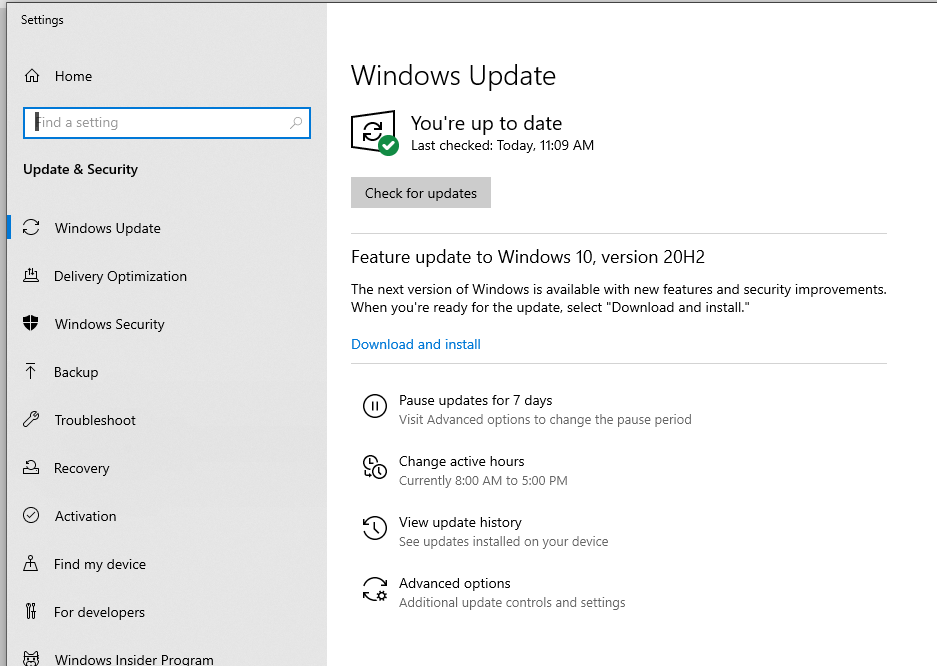 Settings
Home
Find a setting
Update & Security
Windows Update
Delivery Optimization
Windows Security
Backup
Troubleshoot
Recovery
Activation
Find my device
For developers
Windows Insider Program
Windows Update
You're up to date
Last checked: Today, 11:09 AM
Check for updates
Feature update to Windows 10, version 20H2
The next version of Windows is available with new features and security improvements.
When you're ready for the update, select "Download and install."
Download and install
Pause updates for 7 days
Visit Advanced options to change the pause period
Change active hours
Currently 8:00 AM to 5:00 PM
View update history
See updates installed on your device
Advanced options
Additional update controls and settings